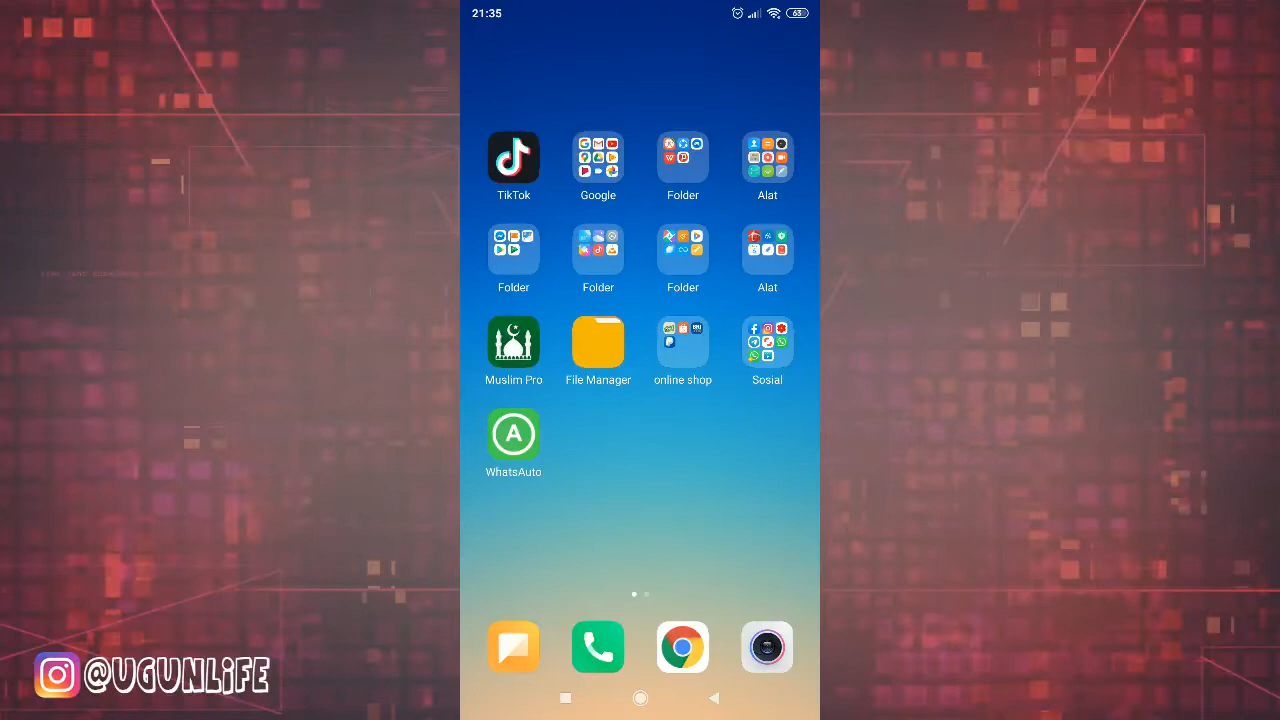 21:35
63
TikTok
Google
Folder
Alat
Folder
Folder
Folder
Alat
Muslim Pro
File Manager
online shop
Sosial
A
WhatsAuto
@UGUNLIFE